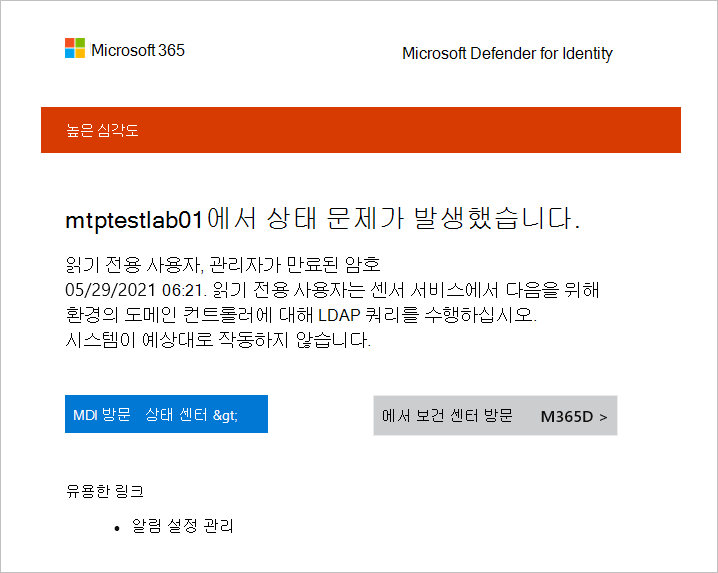 Microsoft 365
Microsoft Defender for Identity
높은 심각도
mtptestlab01에서 상태 문제가 발생했습니다.
읽기 전용 사용자, 관리자가 만료된 암호
05/29/2021 06:21. 읽기 전용 사용자는 센서 서비스에서 다음을 위해
환경의 도메인 컨트롤러에 대해 LDAP 쿼리를 수행하십시오.
시스템이 예상대로 작동하지 않습니다.
MDI 방문 상태 센터 &gt;
에서 보건 센터 방문 M365D >
유용한 링크
• 알림 설정 관리